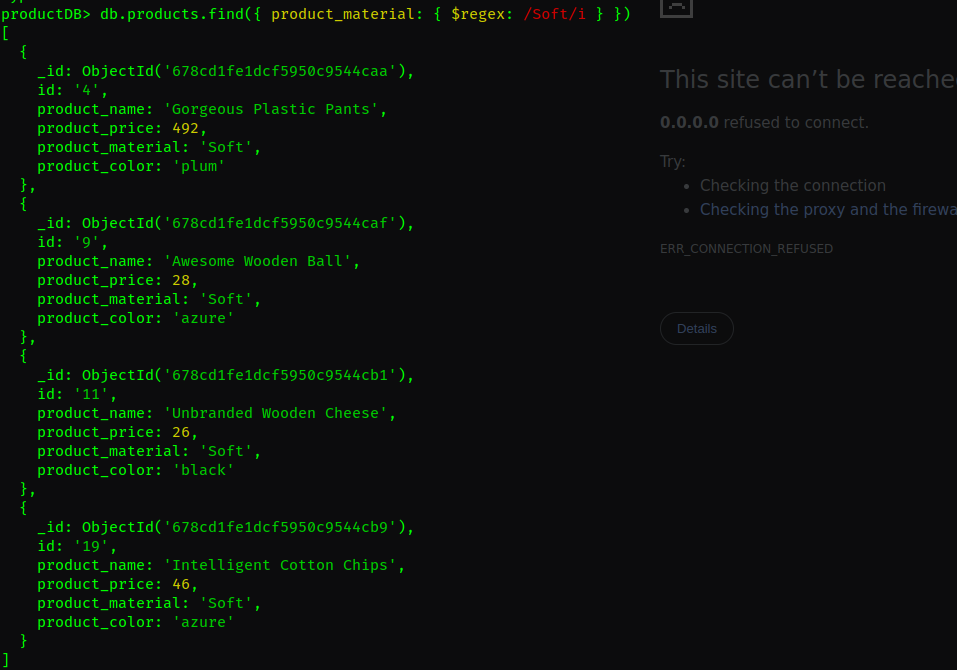 productDB> db.products.find({ product_material: { $regex: /Soft/i } })
[
  {
    _id: ObjectId('678cd1fe1dcf5950c9544caa'),
    id: '4',
    product_name: 'Gorgeous Plastic Pants',
    product_price: 492,
    product_material: 'Soft',
    product_color: 'plum'
  },
  {
    _id: ObjectId('678cd1fe1dcf5950c9544caf'),
    id: '9',
    product_name: 'Awesome Wooden Ball',
    product_price: 28,
    product_material: 'Soft',
    product_color: 'azure'
  },
  {
    _id: ObjectId('678cd1fe1dcf5950c9544cb1'),
    id: '11',
    product_name: 'Unbranded Wooden Cheese',
    product_price: 26,
    product_material: 'Soft',
    product_color: 'black'
  },
  {
    _id: ObjectId('678cd1fe1dcf5950c9544cb9'),
    id: '19',
    product_name: 'Intelligent Cotton Chips',
    product_price: 46,
    product_material: 'Soft',
    product_color: 'azure'
  }
]
This site can’t be reache
0.0.0.0 refused to connect.
Try:
• Checking the connection
• Checking the proxy and the firewa
ERR_CONNECTION_REFUSED
Details